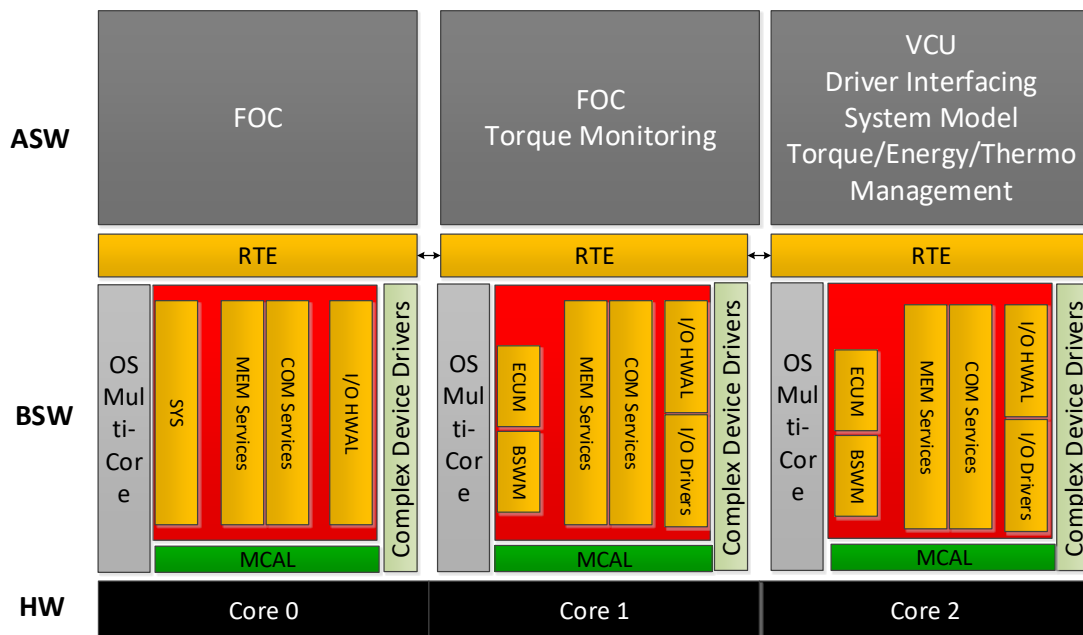 ASW
FOC
FOC
Torque Monitoring
VCU
Driver Interfacing
System Model
Torque/Energy/Thermo
Management
RTE
RTE
RTE
BSW
OS
Mul
ti-
Cor
e
SYS
MEM Services
COM Services
I/O HWAL
Complex Device Drivers
MCAL
OS
Mul
ti-
Cor
e
ECUM
BSWM
MEM Services
COM Services
I/O HWAL
I/O Drivers
Complex Device Drivers
MCAL
OS
Mul
ti-
Cor
e
ECUM
BSWM
MEM Services
COM Services
I/O HWAL
I/O Drivers
Complex Device Drivers
MCAL
HW
Core 0
Core 1
Core 2